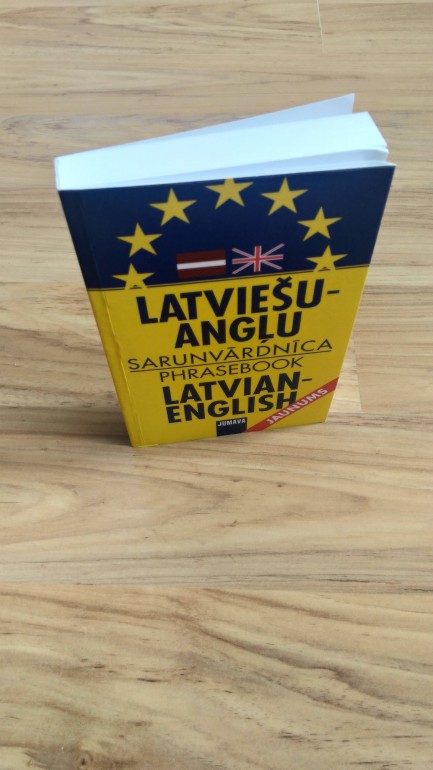 LATVIEŠU-
ANGĻU
SARUNVĀRDNĪCA
PHRASEBOOK
LATVIAN-
ENGLISH
JUMAVA
JAUNUMS